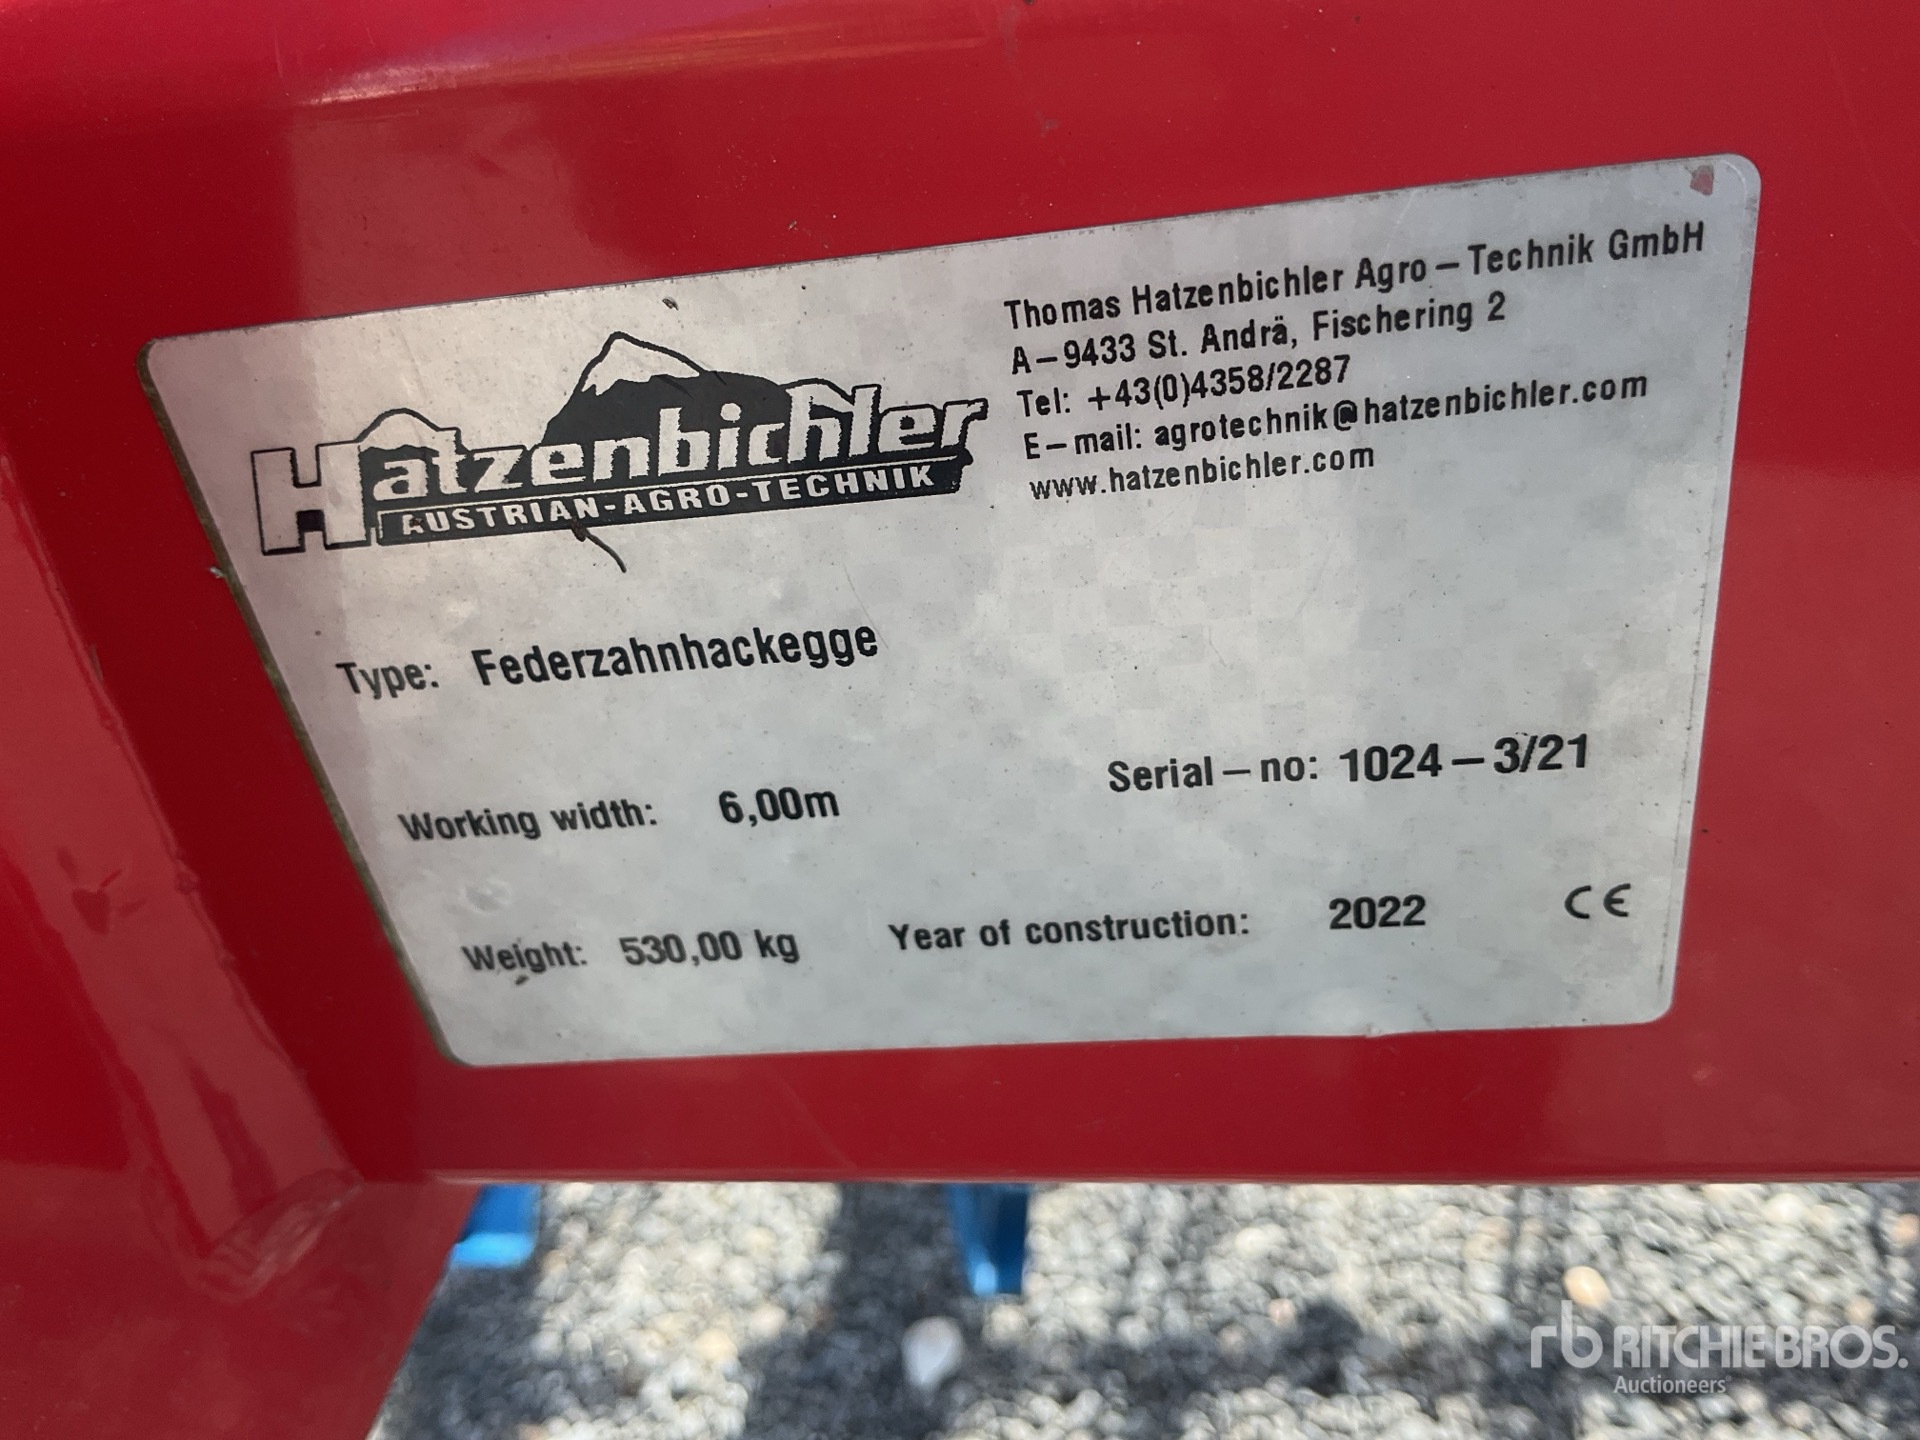 Hatzenbichler
AUSTRIAN-AGRO-TECHNIK
Thomas Hatzenbichler Agro – Technik GmbH
A – 9433 St. Andrä, Fischering 2
Tel: +43(0)4358/2287
E – mail: agrotechnik@hatzenbichler.com
www.hatzenbichler.com
Type: Federzahnhackegge
Working width: 6,00m
Serial – no: 1024 – 3/21
Weight: 530,00 kg
Year of construction: 2022
CE
rb RITCHIE BROS.
Auctioneers